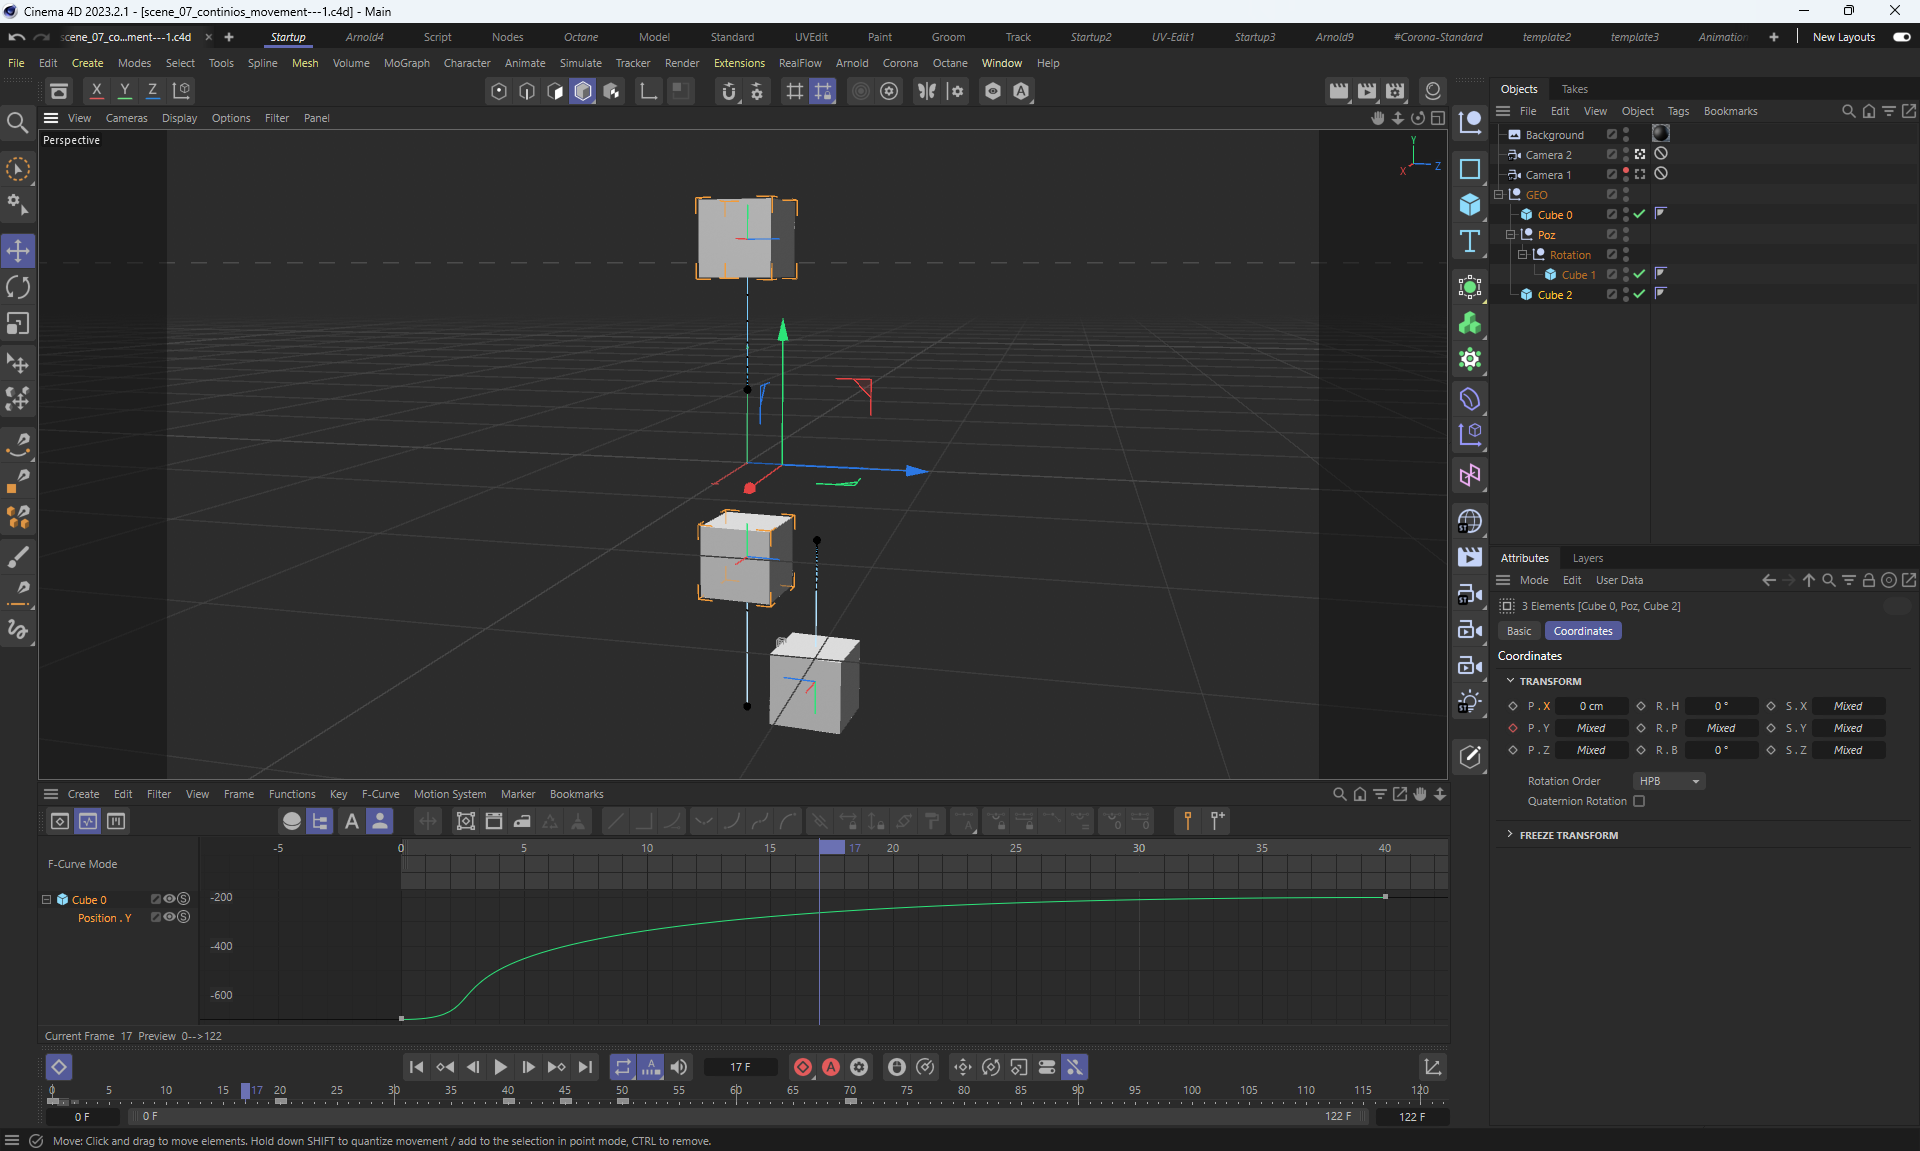 Cinema 4D 2023.2.1 - [scene_07_continios_movement---1.c4d] - Main
scene_07_co...ment---1.c4d Startup Arnold4 Script Nodes Octane Model Standard UVEdit Paint Groom Track Startup2 UV-Edit1 Startup3 Arnold9 #Corona-Standard template2 template3 Animation New Layouts
File Edit Create Modes Select Tools Spline Mesh Volume MoGraph Character Animate Simulate Tracker Render Extensions RealFlow Arnold Corona Octane Window Help
X Y Z
Objects Takes
File Edit View Object Tags Bookmarks
View Cameras Display Options Filter Panel
Perspective
Y
Z
X
Background
Camera 2
Camera 1
GEO
Cube 0
Poz
Rotation
Cube 1
Cube 2
ST
ST
ST
Attributes Layers
Mode Edit User Data
3 Elements [Cube 0, Poz, Cube 2]
Basic Coordinates
Coordinates
TRANSFORM
P . X 0 cm R . H 0 ° S . X Mixed
P . Y Mixed R . P Mixed S . Y Mixed
P . Z Mixed R . B 0 ° S . Z Mixed
Rotation Order HPB
Quaternion Rotation
FREEZE TRANSFORM
Create Edit Filter View Frame Functions Key F-Curve Motion System Marker Bookmarks
A
-5 0 5 10 15 17 20 25 30 35 40
F-Curve Mode
Cube 0
Position . Y
-200
-400
-600
Current Frame 17 Preview 0-->122
17 F
0 5 10 15 17 20 25 30 35 40 45 50 55 60 65 70 75 80 85 90 95 100 105 110 115 120
0 F 0 F 122 F 122 F
Move: Click and drag to move elements. Hold down SHIFT to quantize movement / add to the selection in point mode, CTRL to remove.